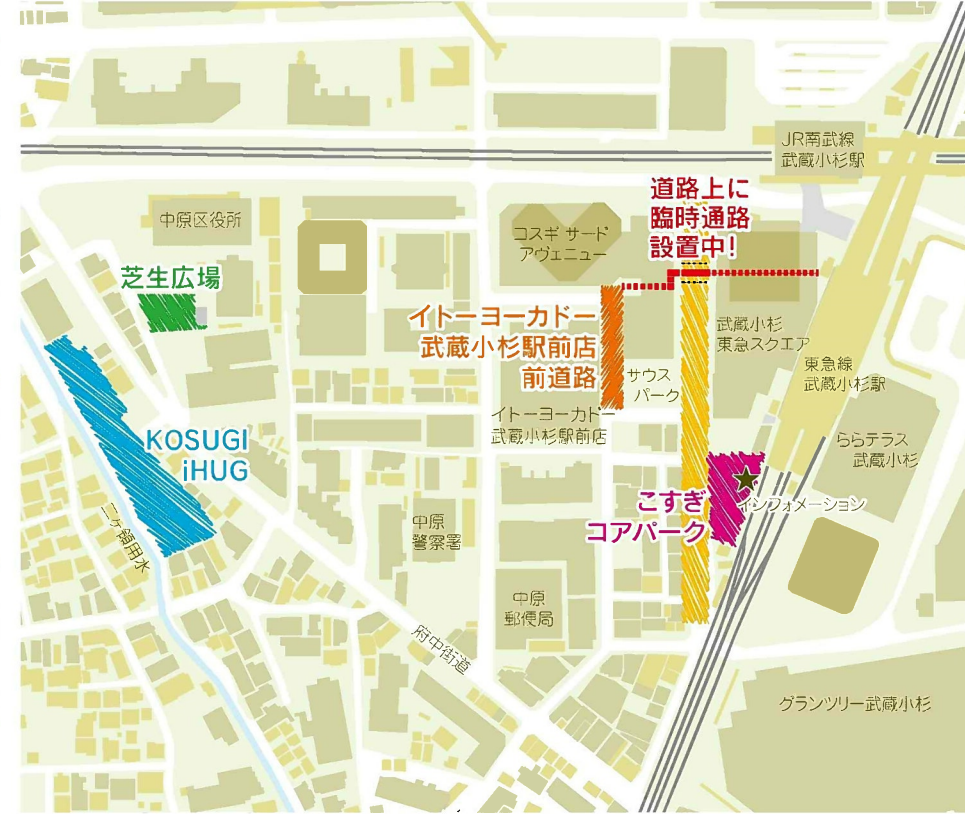 JR南武線
武蔵小杉駅
道路上に
臨時通路
設置中!
中原区役所
コスギ サード
アヴェニュー
芝生広場
イトーヨーカドー
武蔵小杉駅前店
前道路
武蔵小杉
東急スクエア
東急線
武蔵小杉駅
サウス
パーク
イトーヨーカドー
武蔵小杉駅前店
KOSUGI
iHUG
ららテラス
武蔵小杉
こすぎ
コアパーク
インフォメーション
二ヶ領用水
中原
警察署
中原
郵便局
府中街道
グランツリー武蔵小杉